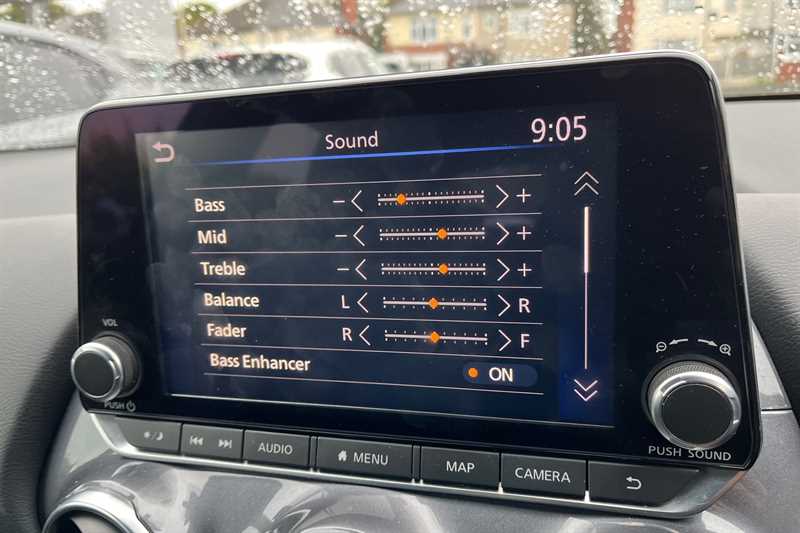 Sound 9:05
Bass - +
Mid - +
Treble - +
Balance L R
Fader R F
Bass Enhancer ON
VOL
PUSH
PUSH SOUND
AUDIO MENU MAP CAMERA